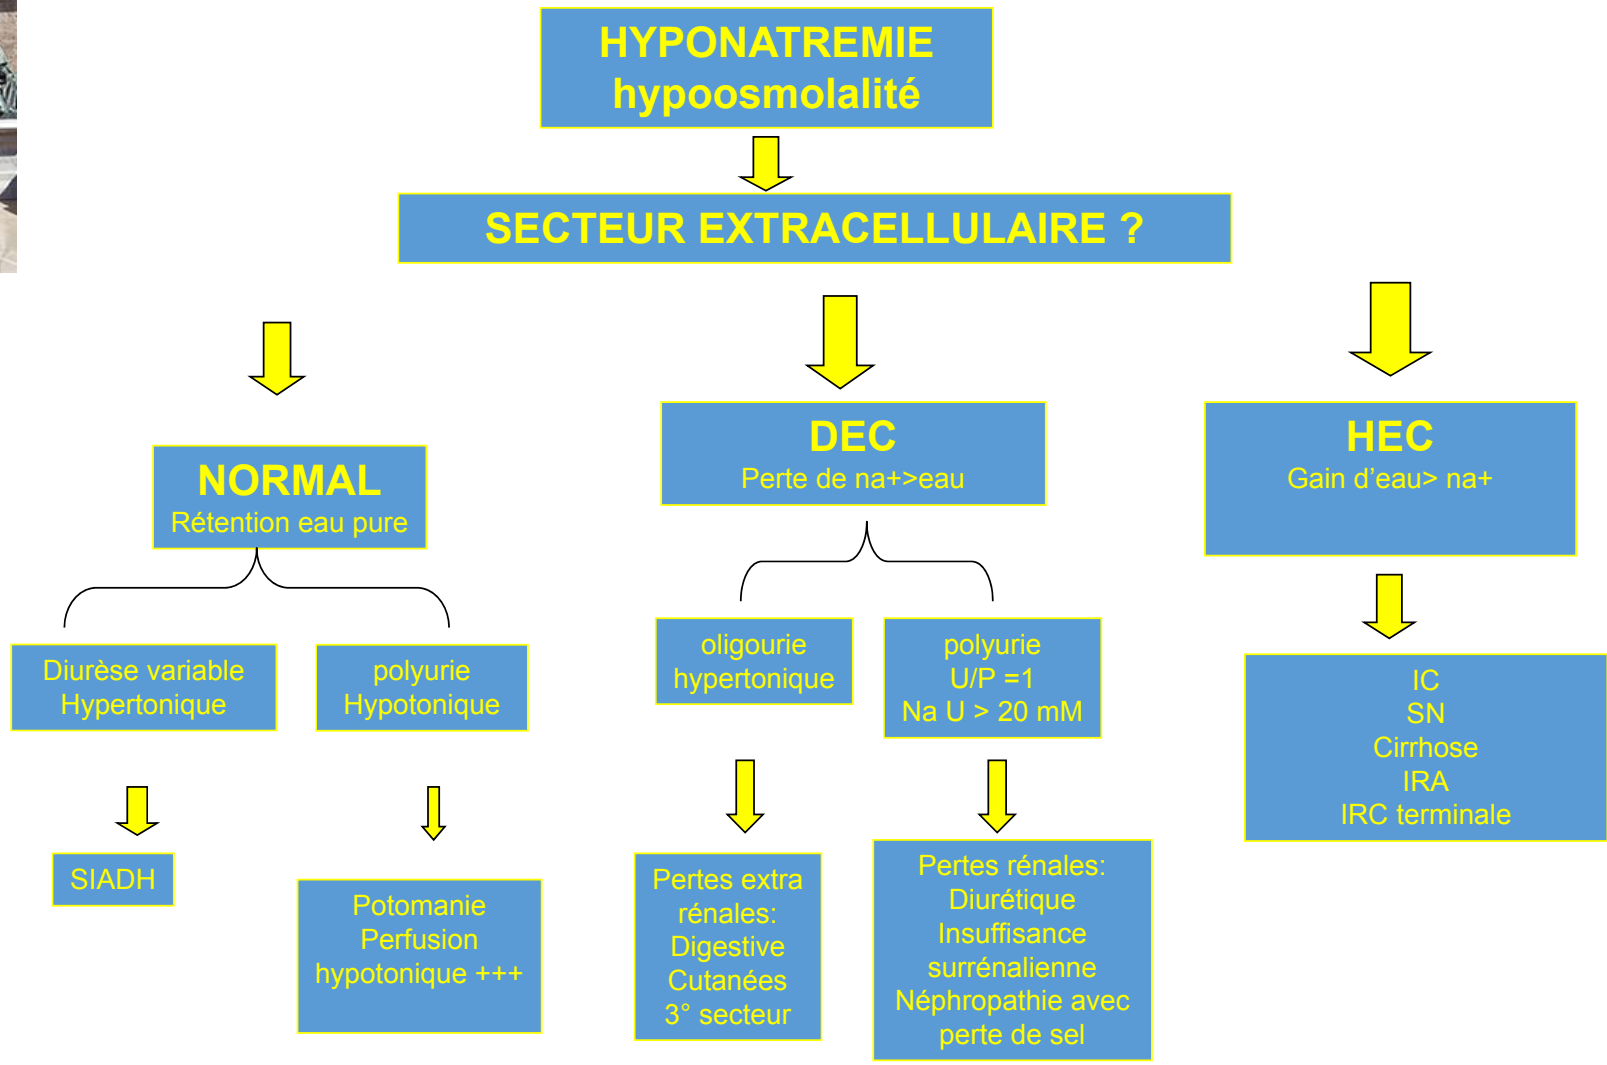 HYPONATREMIE
hypoosmolalité
SECTEUR EXTRACELLULAIRE ?
NORMAL
Rétention eau pure
DEC
Perte de na+>eau
HEC
Gain d'eau> na+
Diurèse variable
Hypertonique
polyurie
Hypotonique
oligourie
hypertonique
polyurie
U/P =1
Na U > 20 mM
IC
SN
Cirrhose
IRA
IRC terminale
SIADH
Potomanie
Perfusion
hypotonique +++
Pertes extra
rénales:
Digestive
Cutanées
3° secteur
Pertes rénales:
Diurétique
Insuffisance
surrénalienne
Néphropathie avec
perte de sel